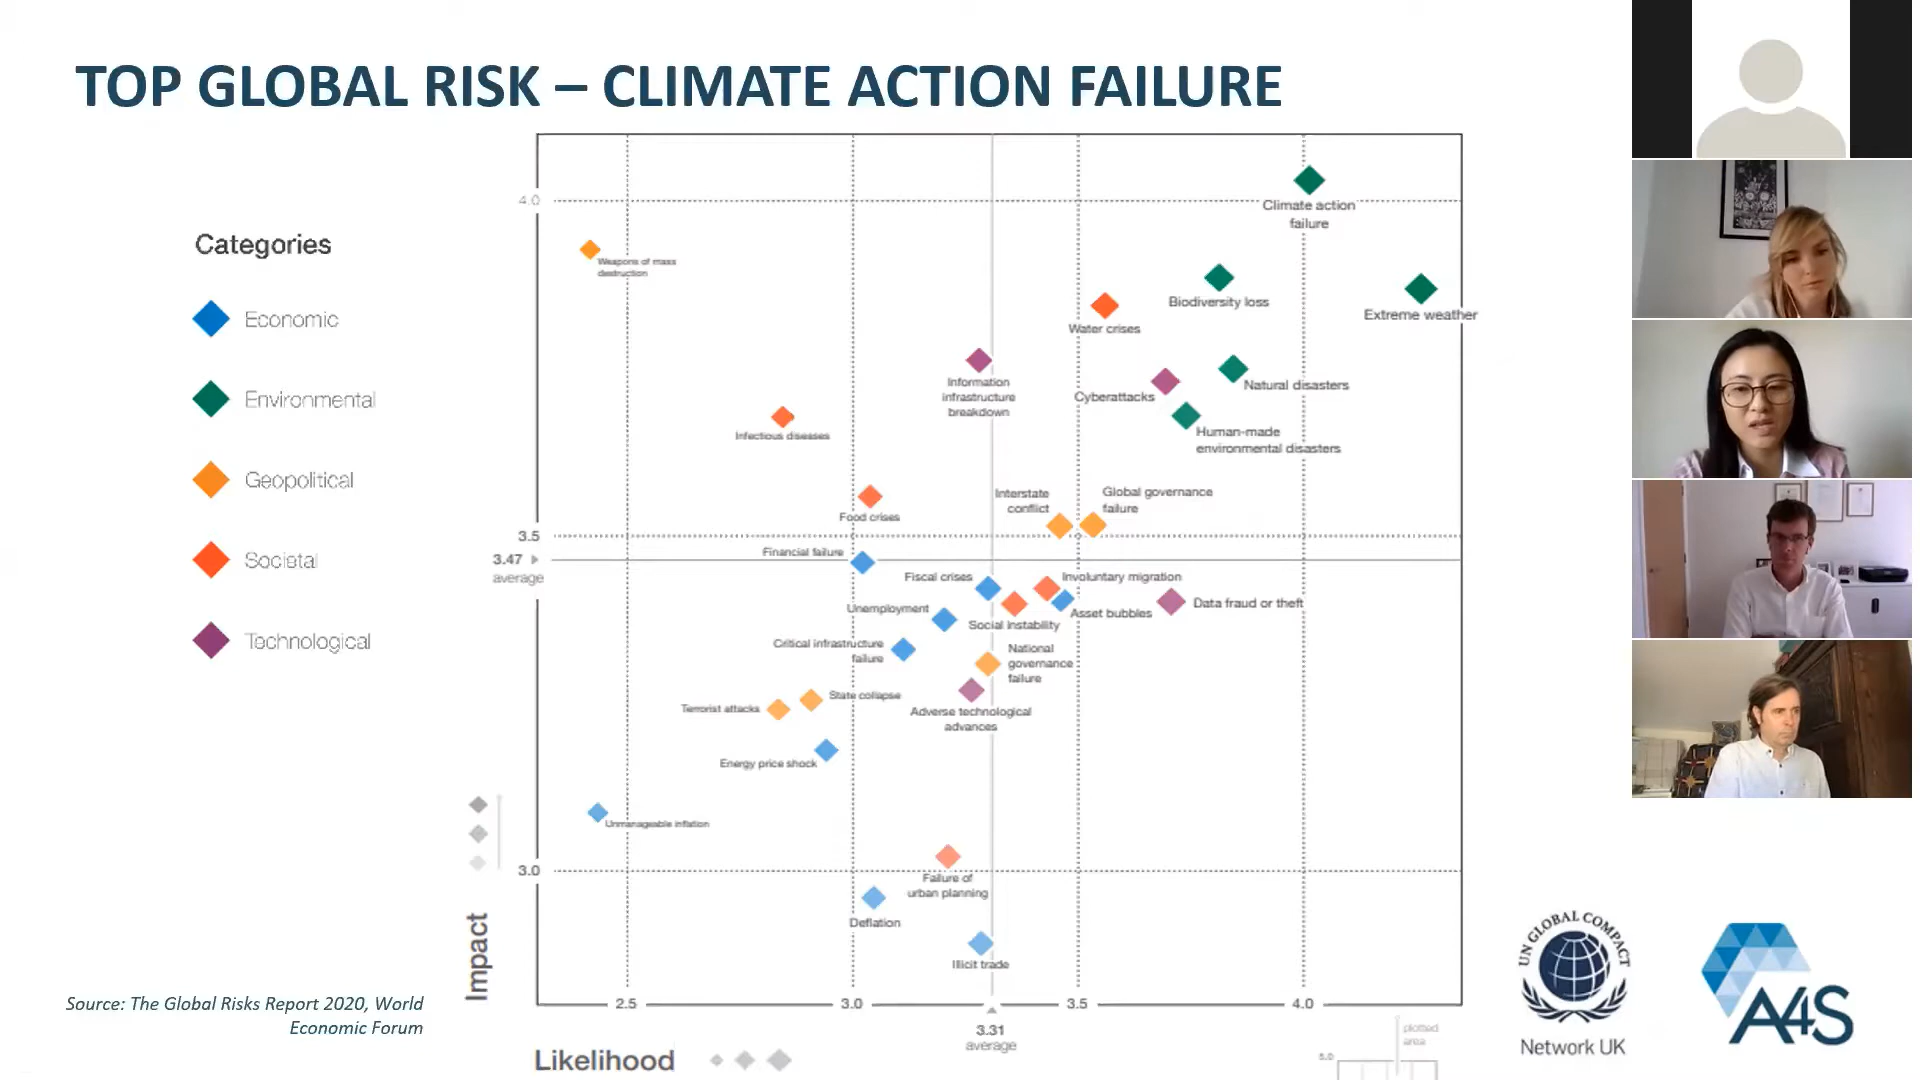 TOP GLOBAL RISK – CLIMATE ACTION FAILURE
Categories
Economic
Environmental
Geopolitical
Societal
Technological
4.0
3.5
3.47
average
3.0
Impact
Climate action
failure
Weapons of mass
destruction
Biodiversity loss
Extreme weather
Water crises
Information
infrastructure
breakdown
Natural disasters
Cyberattacks
Human-made
environmental disasters
Infectious diseases
Food crises
Interstate
conflict
Global governance
failure
Financial failure
Fiscal crises
Involuntary migration
Asset bubbles
Data fraud or theft
Unemployment
Social instability
Critical infrastructure
failure
National
governance
failure
State collapse
Terrorist attacks
Adverse technological
advances
Energy price shock
Unmanageable inflation
Failure of
urban planning
Deflation
Illicit trade
2.5
3.0
3.5
4.0
3.31
average
Likelihood
plotted
area
5.0
Source: The Global Risks Report 2020, World
Economic Forum
UN GLOBAL COMPACT
Network UK
A4S